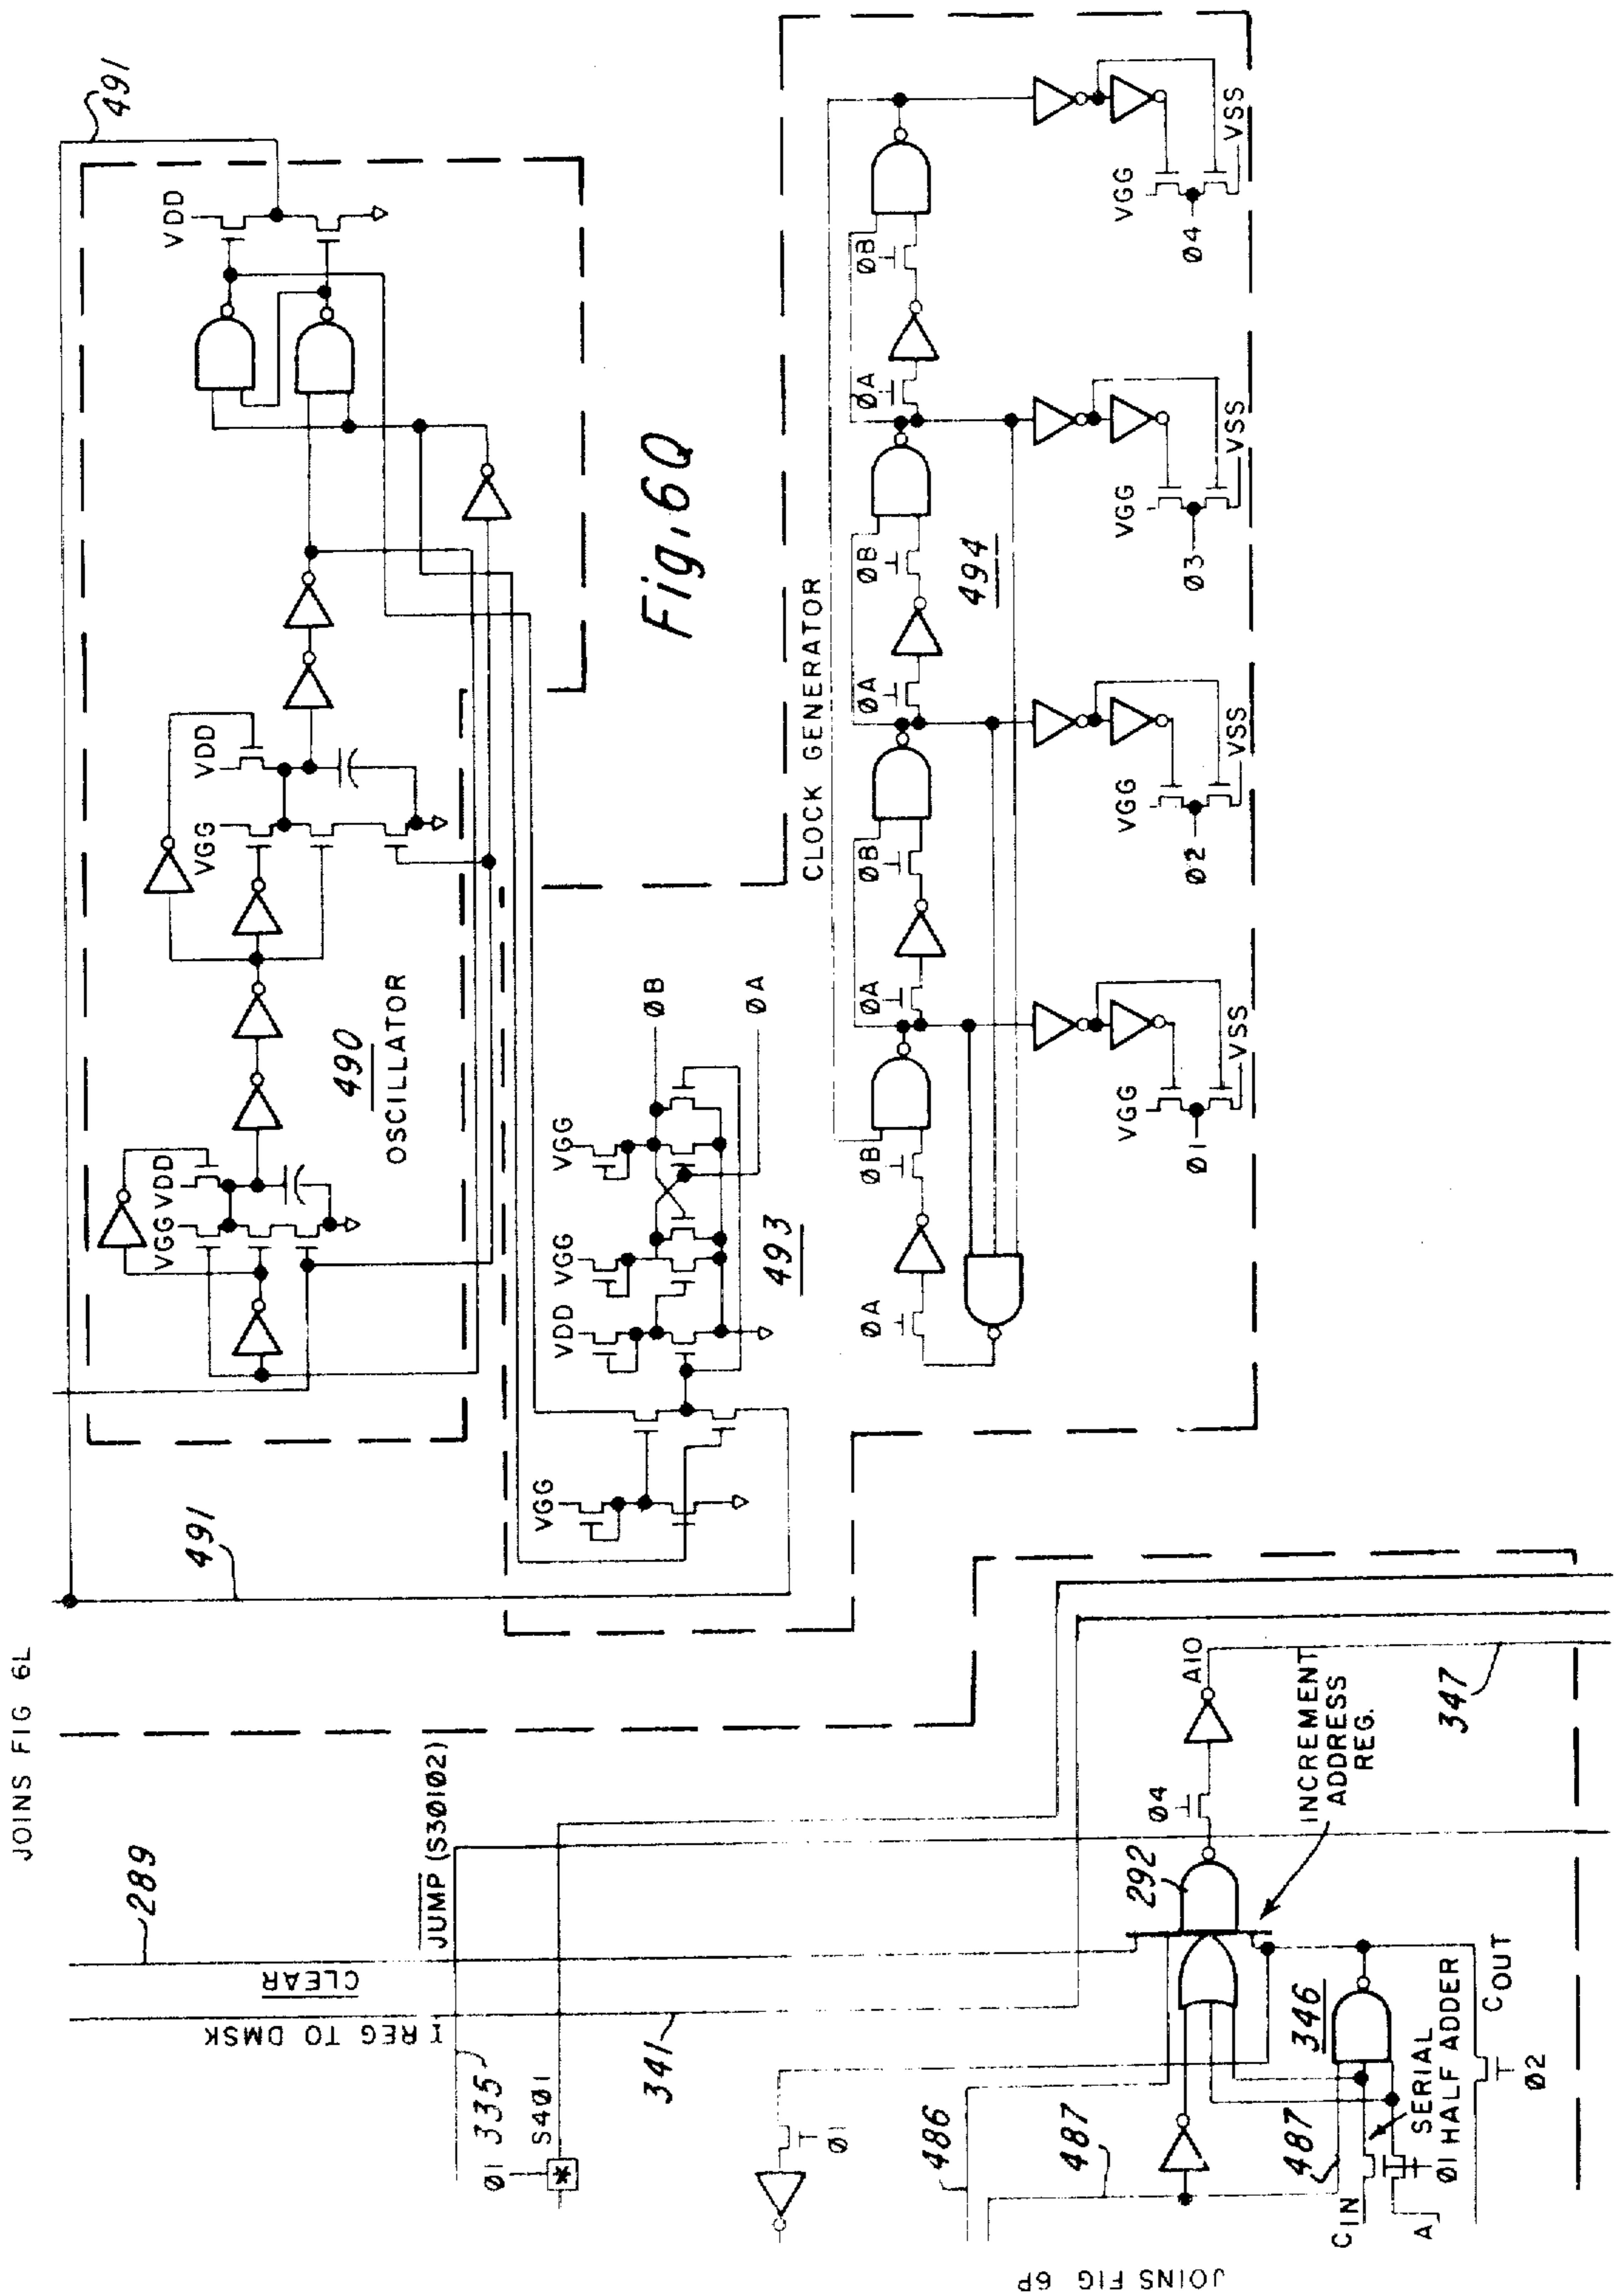 JOINS FIG 6L
491
491
VDD
VGG
VDD
VGG
VDD
490
OSCILLATOR
Fig. 6Q
VGG
VDD
VGG
VGG
ØB
ØA
493
CLOCK GENERATOR
ØA
ØB
ØA
ØB
ØA
ØB
ØA
ØB
494
VGG
Ø1
VSS
VGG
Ø2
VSS
VGG
Ø3
VSS
VGG
Ø4
VSS
289
CLEAR
I REG TO DMSK
JUMP (S3Ø1Ø2)
335
Ø1
S4Ø1
*
341
Ø1
486
487
292
Ø4
A10
INCREMENT
ADDRESS
REG.
347
346
SERIAL
HALF ADDER
487
CIN
A
Ø1
COUT
Ø2
JOINS FIG 6P